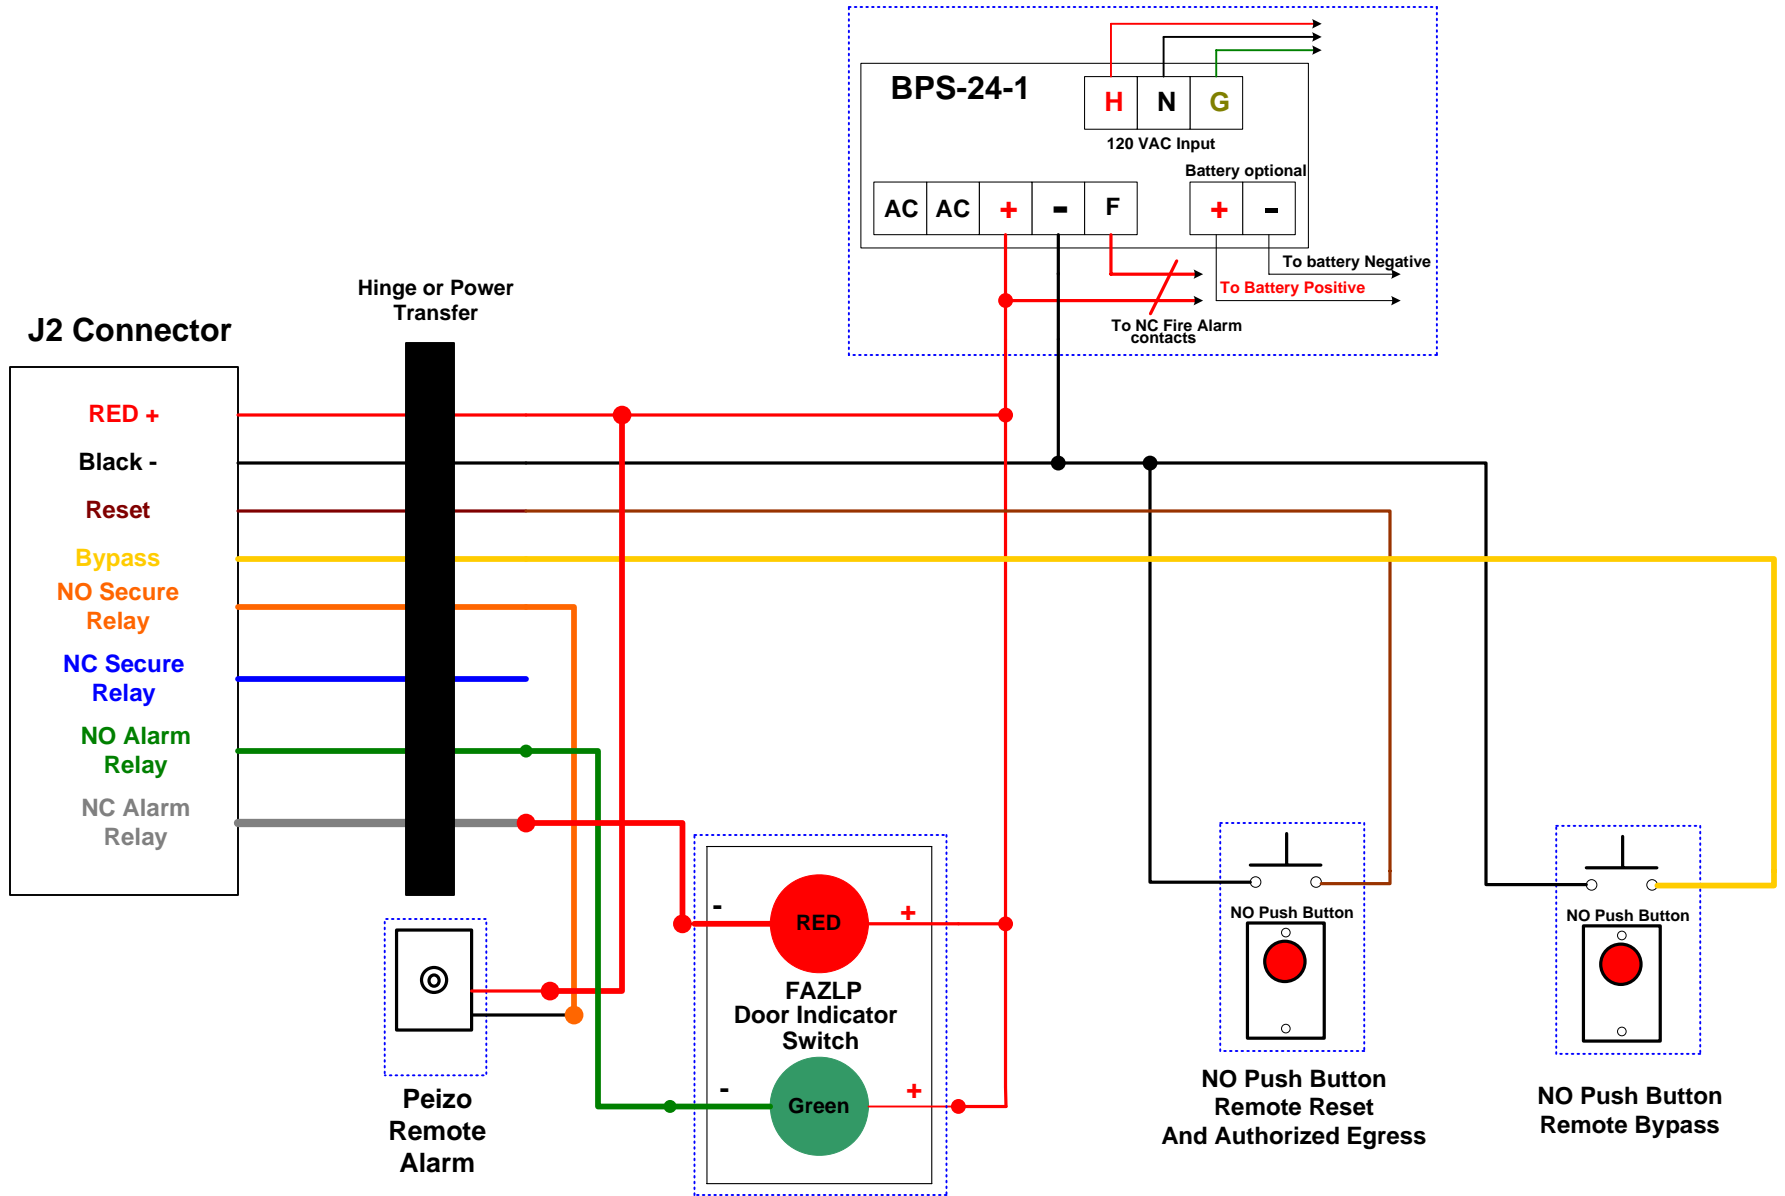 BPS-24-1
H
N
G
120 VAC Input
Battery optional
AC
AC
+
-
F
+
-
To battery Negative
To Battery Positive
To NC Fire Alarm
contacts
Hinge or Power
Transfer
J2 Connector
RED +
Black -
Reset
Bypass
NO Secure
Relay
NC Secure
Relay
NO Alarm
Relay
NC Alarm
Relay
Peizo
Remote
Alarm
-
RED
+
FAZLP
Door Indicator
Switch
-
Green
+
NO Push Button
NO Push Button
Remote Reset
And Authorized Egress
NO Push Button
NO Push Button
Remote Bypass